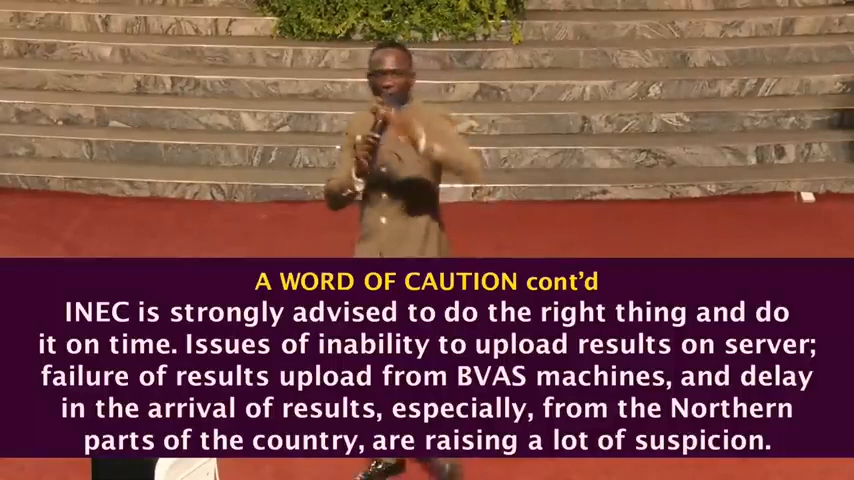 A WORD OF CAUTION cont'd
INEC is strongly advised to do the right thing and do
it on time. Issues of inability to upload results on server;
failure of results upload from BVAS machines, and delay
in the arrival of results, especially, from the Northern
parts of the country, are raising a lot of suspicion.